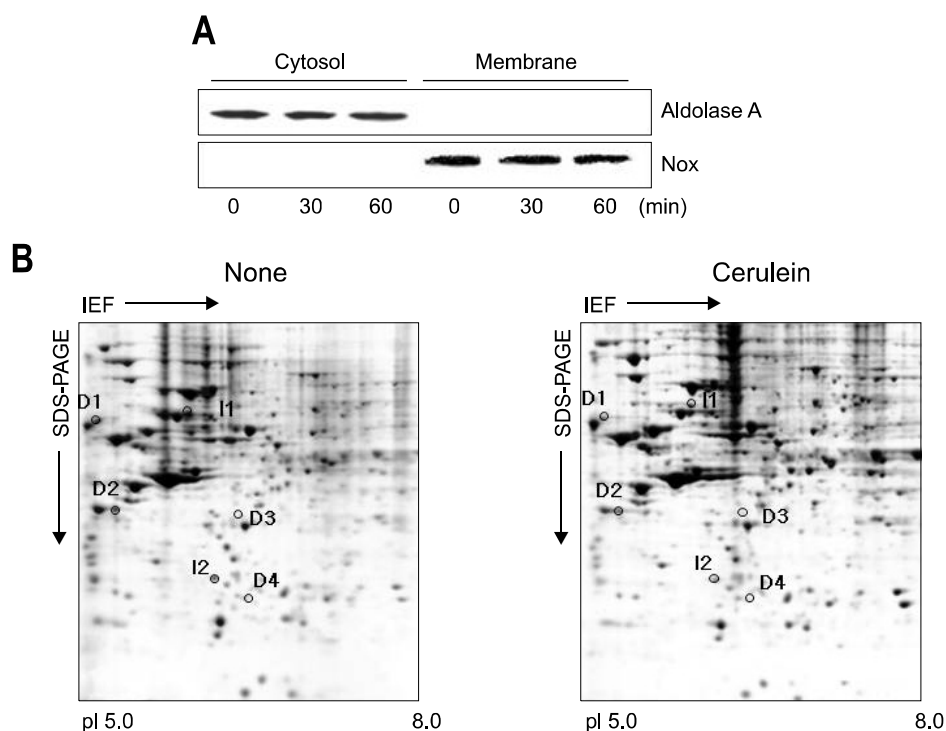 A
Cytosol Membrane
Aldolase A
Nox
0 30 60 0 30 60 (min)
B
None
IEF
SDS-PAGE
D1
I1
D2
D3
I2
D4
pI 5.0 8.0
Cerulein
IEF
SDS-PAGE
D1
I1
D2
D3
I2
D4
pI 5.0 8.0